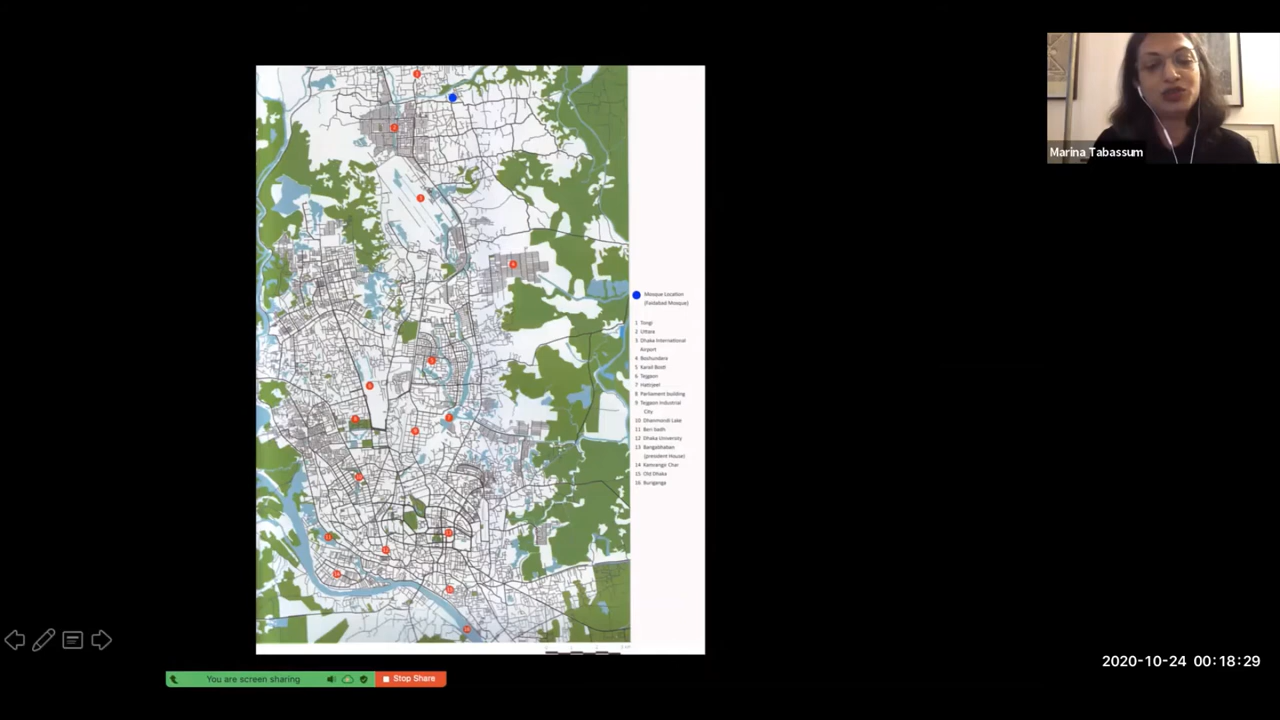 Marina Tabassum
Mosque Location
(Faidabad Mosque)
1 Tongi
2 Uttara
3 Dhaka International
Airport
4 Boshundara
5 Karail Bosti
6 Tejgaon
7 Hatirjheel
8 Parliament building
9 Tejgaon Industrial
City
10 Dhanmondi Lake
11 Beri Badh
12 Dhaka University
13 Bangabhaban
(president House)
14 Kamrangir Char
15 Old Dhaka
16 Buriganga
2020-10-24 00:18:29
You are screen sharing
Stop Share